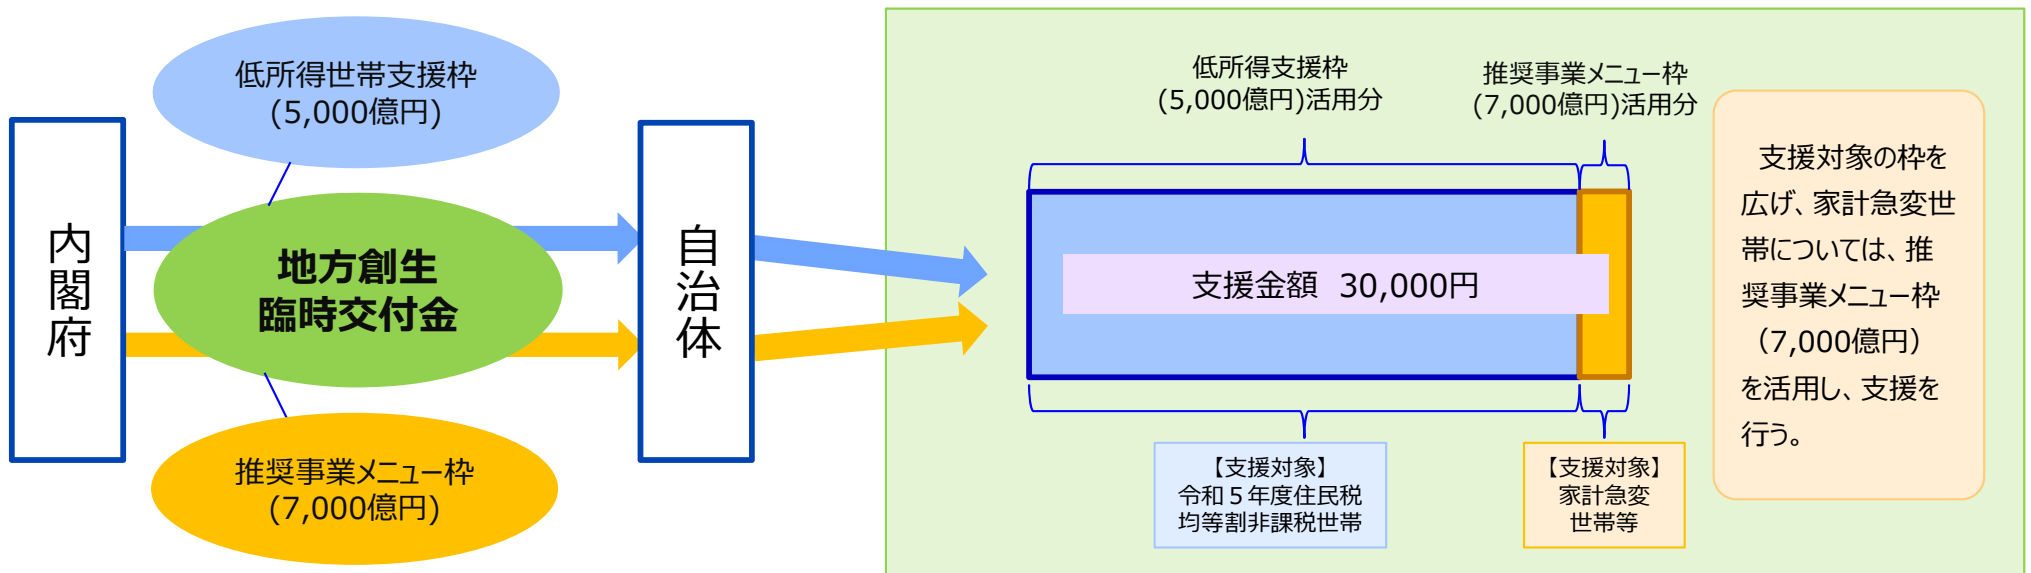 内閣府
低所得世帯支援枠
(5,000億円)
地方創生
臨時交付金
推奨事業メニュー枠
(7,000億円)
自治体
低所得支援枠
(5,000億円)活用分
推奨事業メニュー枠
(7,000億円)活用分
支援金額 30,000円
【支援対象】
令和５年度住民税
均等割非課税世帯
【支援対象】
家計急変
世帯等
支援対象の枠を
広げ、家計急変世
帯については、推
奨事業メニュー枠
（7,000億円）
を活用し、支援を
行う。